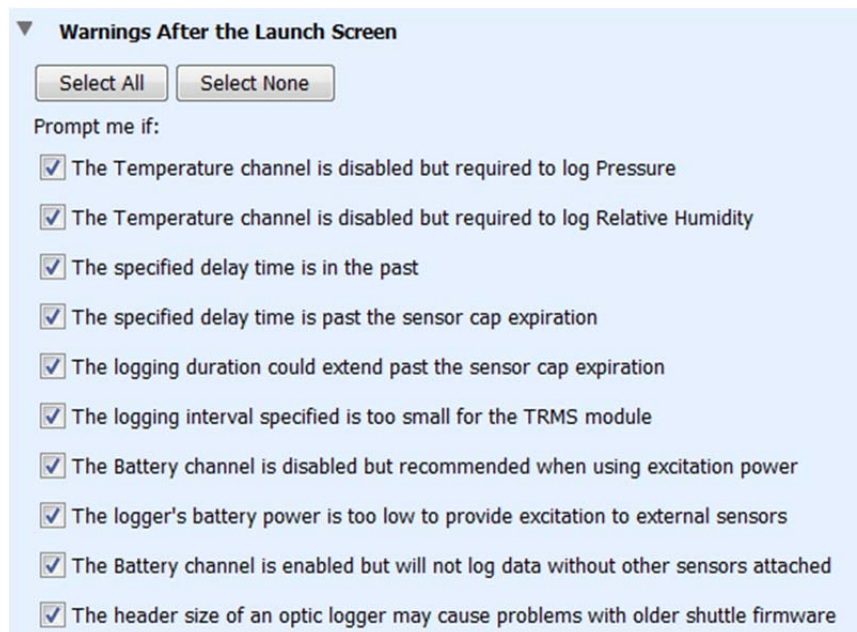 Warnings After the Launch Screen
Select All Select None
Prompt me if:
The Temperature channel is disabled but required to log Pressure
The Temperature channel is disabled but required to log Relative Humidity
The specified delay time is in the past
The specified delay time is past the sensor cap expiration
The logging duration could extend past the sensor cap expiration
The logging interval specified is too small for the TRMS module
The Battery channel is disabled but recommended when using excitation power
The logger's battery power is too low to provide excitation to external sensors
The Battery channel is enabled but will not log data without other sensors attached
The header size of an optic logger may cause problems with older shuttle firmware